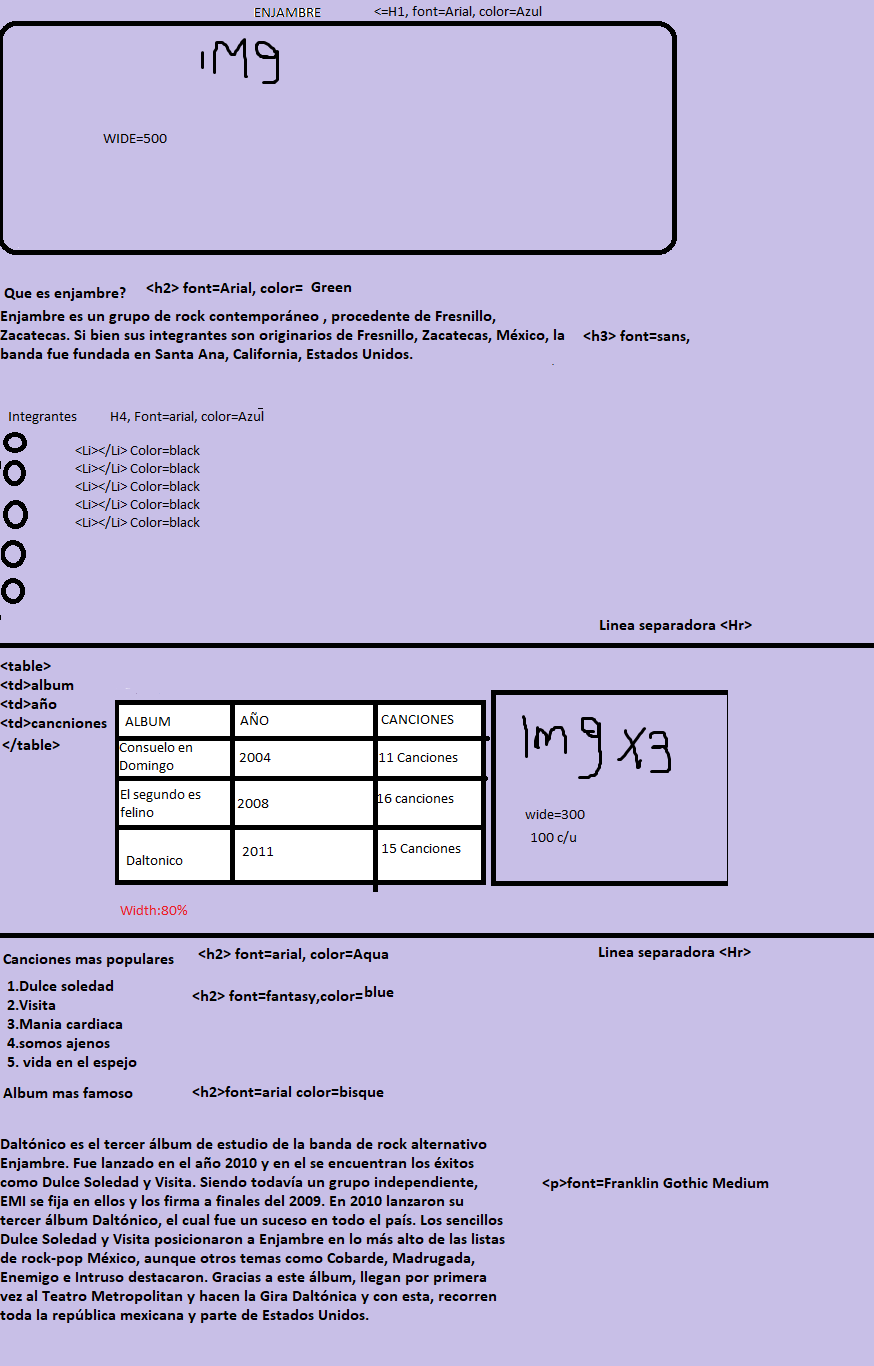 ENJAMBRE <=H1, font=Arial, color=Azul
IMg
WIDE=500
Que es enjambre? <h2> font=Arial, color= Green
Enjambre es un grupo de rock contemporáneo , procedente de Fresnillo,
Zacatecas. Si bien sus integrantes son originarios de Fresnillo, Zacatecas, México, la
banda fue fundada en Santa Ana, California, Estados Unidos.
<h3> font=sans,
Integrantes H4, Font=arial, color=Azul
<Li></Li> Color=black
<Li></Li> Color=black
<Li></Li> Color=black
<Li></Li> Color=black
<Li></Li> Color=black
Linea separadora <Hr>
<table>
<td>album
<td>año
<td>cancniones
</table>
ALBUM AÑO CANCIONES
Consuelo en
Domingo
2004 11 Canciones
El segundo es
felino
2008 16 canciones
Daltonico 2011 15 Canciones
Img x3
wide=300
100 c/u
Width:80%
Canciones mas populares <h2> font=arial, color=Aqua
Linea separadora <Hr>
1.Dulce soledad
2.Visita
3.Mania cardiaca
4.somos ajenos
5. vida en el espejo
<h2> font=fantasy,color=blue
Album mas famoso <h2>font=arial color=bisque
Daltónico es el tercer álbum de estudio de la banda de rock alternativo
Enjambre. Fue lanzado en el año 2010 y en el se encuentran los éxitos
como Dulce Soledad y Visita. Siendo todavía un grupo independiente,
EMI se fija en ellos y los firma a finales del 2009. En 2010 lanzaron su
tercer álbum Daltónico, el cual fue un suceso en todo el país. Los sencillos
Dulce Soledad y Visita posicionaron a Enjambre en lo más alto de las listas
de rock-pop México, aunque otros temas como Cobarde, Madrugada,
Enemigo e Intruso destacaron. Gracias a este álbum, llegan por primera
vez al Teatro Metropolitan y hacen la Gira Daltónica y con esta, recorren
toda la república mexicana y parte de Estados Unidos.
<p>font=Franklin Gothic Medium